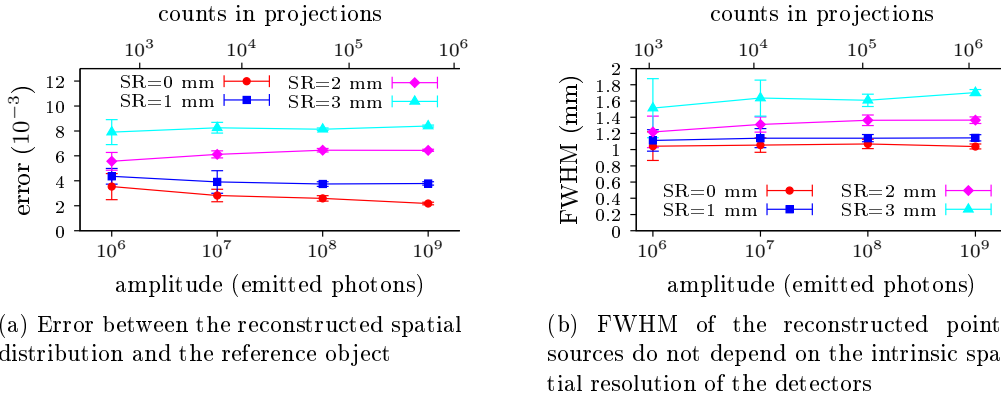 counts in projections
10^3 10^4 10^5 10^6
error (10^−3)
12
10
8
6
4
2
0
SR=0 mm SR=2 mm
SR=1 mm SR=3 mm
10^6 10^7 10^8 10^9
amplitude (emitted photons)
(a) Error between the reconstructed spatial
distribution and the reference object
counts in projections
10^3 10^4 10^5 10^6
FWHM (mm)
2
1.8
1.6
1.4
1.2
1
0.8
0.6
0.4
0.2
0
SR=0 mm SR=2 mm
SR=1 mm SR=3 mm
10^6 10^7 10^8 10^9
amplitude (emitted photons)
(b) FWHM of the reconstructed point
sources do not depend on the intrinsic spa
tial resolution of the detectors